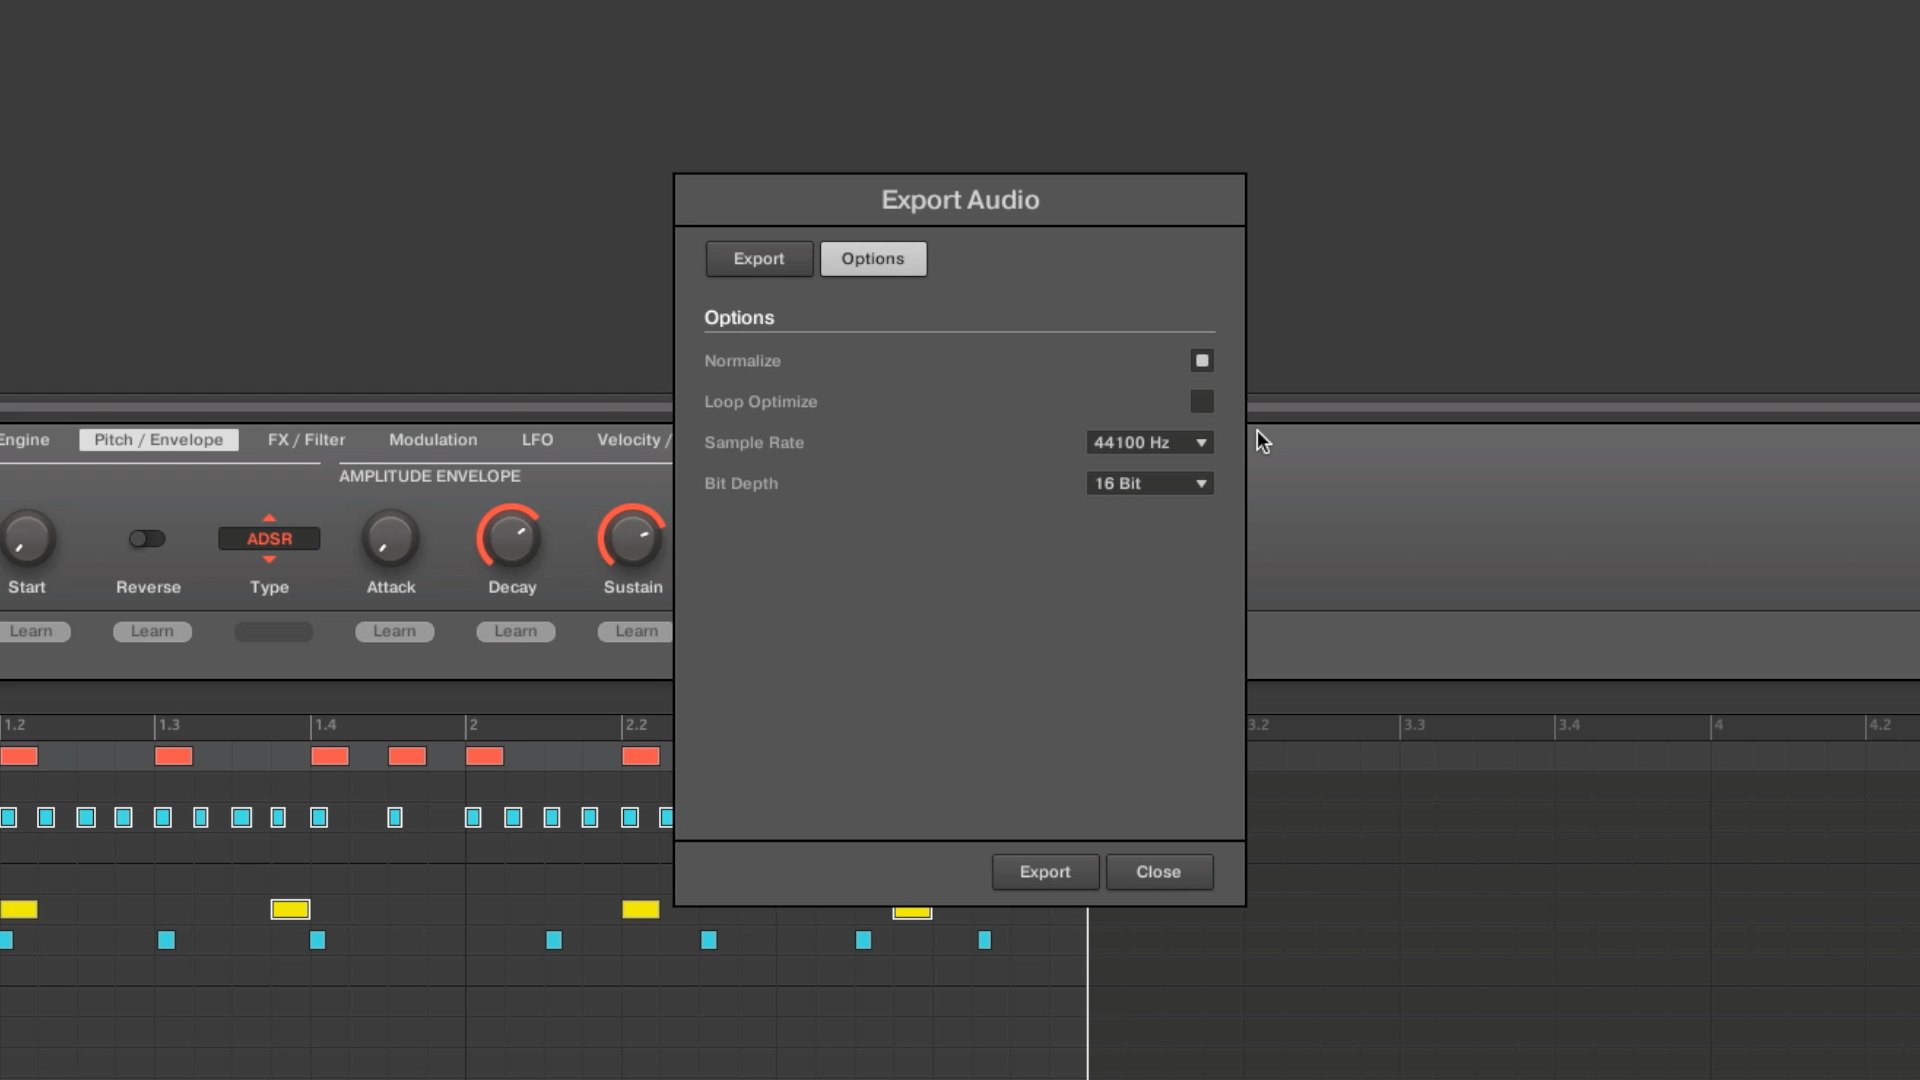 Export Audio
Export Options
Options
Normalize
Loop Optimize
Sample Rate 44100 Hz
Bit Depth 16 Bit
Export Close
Engine Pitch / Envelope FX / Filter Modulation LFO Velocity /
AMPLITUDE ENVELOPE
ADSR
Start Reverse Type Attack Decay Sustain
Learn Learn Learn Learn Learn
1.2 1.3 1.4 2 2.2 3.2 3.3 3.4 4 4.2